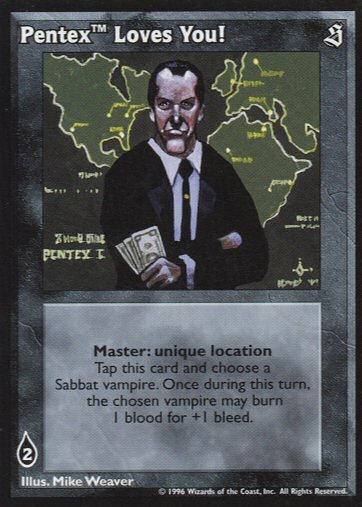 Pentex™ Loves You!
PENTEX
Master: unique location
Tap this card and choose a
Sabbat vampire. Once during this turn,
the chosen vampire may burn
1 blood for +1 bleed.
2
Illus. Mike Weaver
© 1996 Wizards of the Coast, Inc. All Rights Reserved.